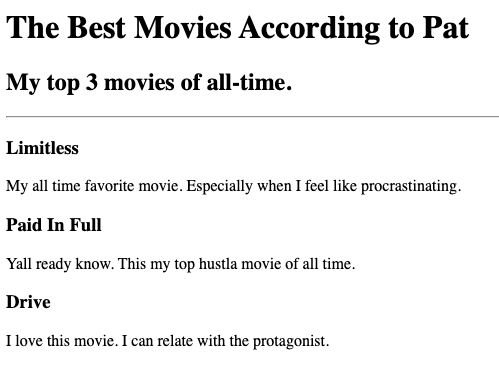 The Best Movies According to Pat
My top 3 movies of all-time.
Limitless
My all time favorite movie. Especially when I feel like procrastinating.
Paid In Full
Yall ready know. This my top hustla movie of all time.
Drive
I love this movie. I can relate with the protagonist.